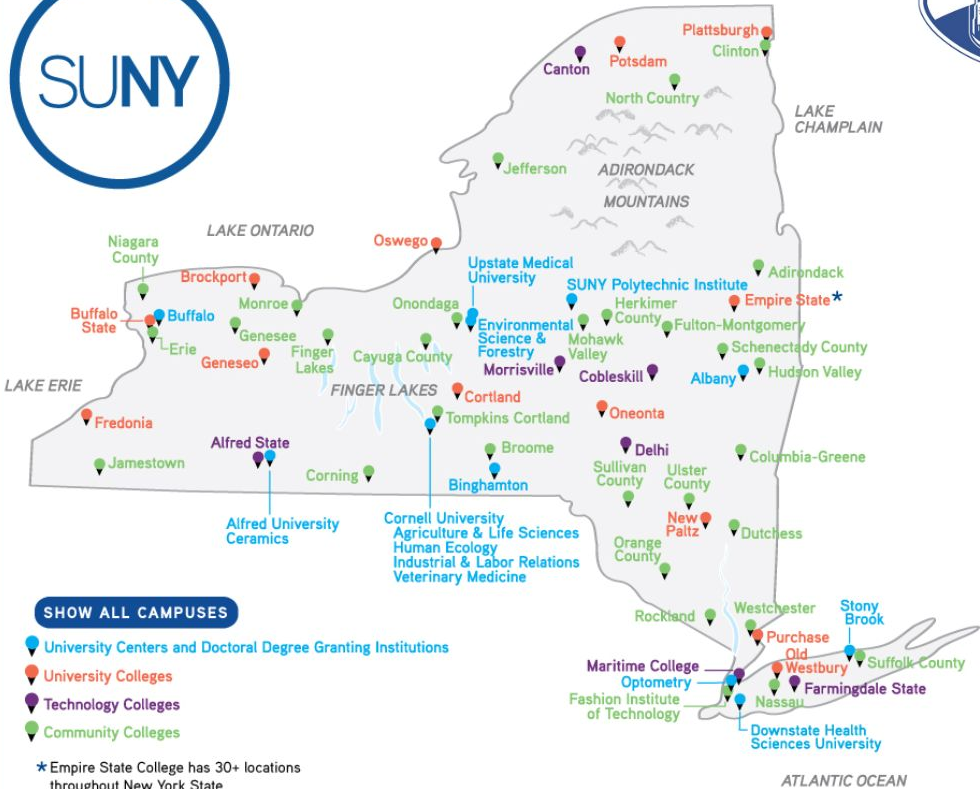 SUNY
Plattsburgh
Clinton
Potsdam
Canton
North Country
LAKE
CHAMPLAIN
Jefferson
ADIRONDACK
MOUNTAINS
LAKE ONTARIO
Oswego
Niagara
County
Brockport
Upstate Medical
University
Adirondack
SUNY Polytechnic Institute
Monroe
Onondaga
Herkimer
County
Empire State*
Buffalo
State
Buffalo
Genesee
Environmental
Science &
Forestry
Mohawk
Valley
Fulton-Montgomery
Erie
Geneseo
Finger
Lakes
Cayuga County
Schenectady County
Morrisville
Cobleskill
Albany
Hudson Valley
LAKE ERIE
FINGER LAKES
Cortland
Oneonta
Fredonia
Tompkins Cortland
Alfred State
Broome
Delhi
Columbia-Greene
Jamestown
Corning
Binghamton
Sullivan
County
Ulster
County
Alfred University
Ceramics
Cornell University
Agriculture & Life Sciences
Human Ecology
Industrial & Labor Relations
Veterinary Medicine
New
Paltz
Dutchess
Orange
County
Rockland
Westchester
Stony
Brook
Purchase
Old
Westbury
Suffolk County
Maritime College
Optometry
Farmingdale State
Fashion Institute
of Technology
Nassau
Downstate Health
Sciences University
ATLANTIC OCEAN
SHOW ALL CAMPUSES
University Centers and Doctoral Degree Granting Institutions
University Colleges
Technology Colleges
Community Colleges
* Empire State College has 30+ locations
throughout New York State